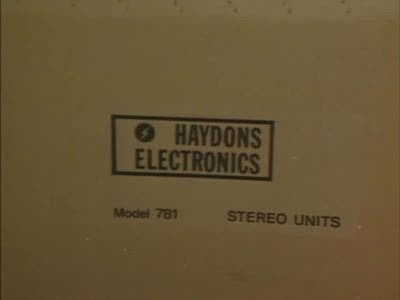 HAYDONS
ELECTRONICS
Model 781 STEREO UNITS